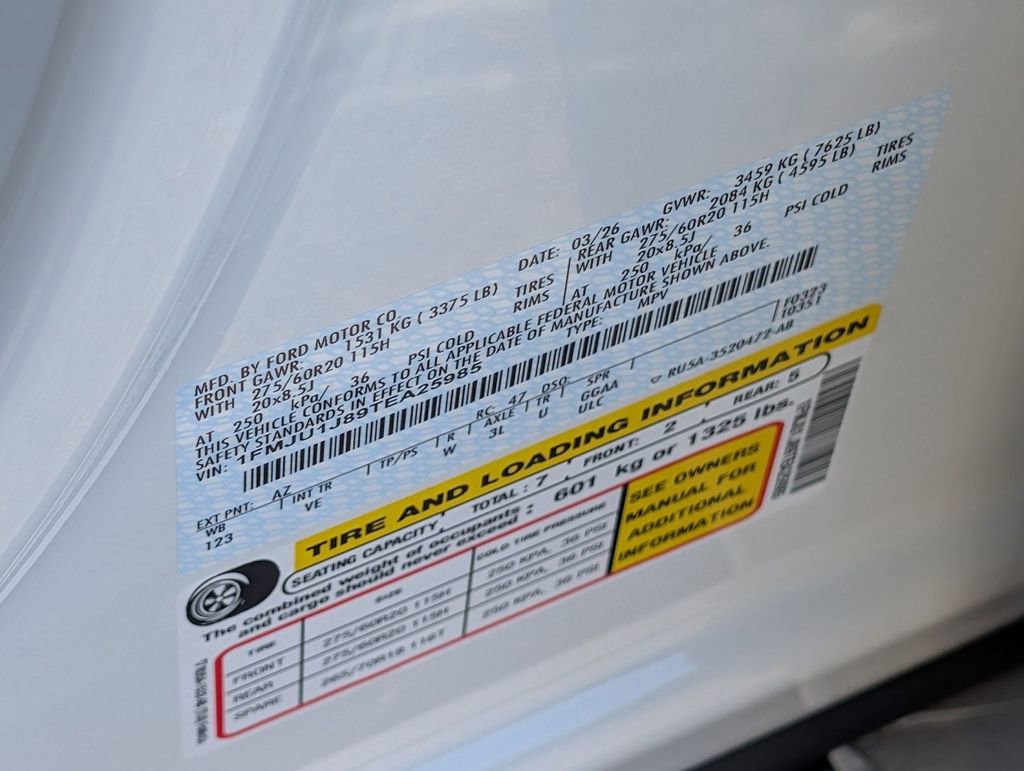 MFD. BY FORD MOTOR CO.
DATE: 03/26 GVWR: 3459 KG ( 7625 LB)
FRONT GAWR: 1531 KG ( 3375 LB) REAR GAWR: 2084 KG ( 4595 LB)
WITH 275/60R20 115H TIRES WITH 275/60R20 115H TIRES
20x8.5J RIMS 20x8.5J RIMS
AT 250 kPa/ 36 PSI COLD AT 250 kPa/ 36 PSI COLD
THIS VEHICLE CONFORMS TO ALL APPLICABLE FEDERAL MOTOR VEHICLE
SAFETY STANDARDS IN EFFECT ON THE DATE OF MANUFACTURE SHOWN ABOVE.
VIN: 1FMJU1J89TEA25985 TYPE: MPV
F0323
T0351
EXT PNT: AZ RC: 47 DSO:
WB INT TR TP/PS R AXLE TR SPR RU5A-3520472-AB
123 VE W 3L U GGAA
ULC
TIRE AND LOADING INFORMATION
SEATING CAPACITY, TOTAL: 7, FRONT: 2, REAR: 5
The combined weight of occupants and cargo should never exceed: 601 kg or 1325 lbs.
TIRE SIZE COLD TIRE PRESSURE
FRONT 275/60R20 115H 250 KPA, 36 PSI
REAR 275/60R20 115H 250 KPA, 36 PSI
SPARE 265/70R18 116T 250 KPA, 36 PSI
SEE OWNERS
MANUAL FOR
ADDITIONAL
INFORMATION